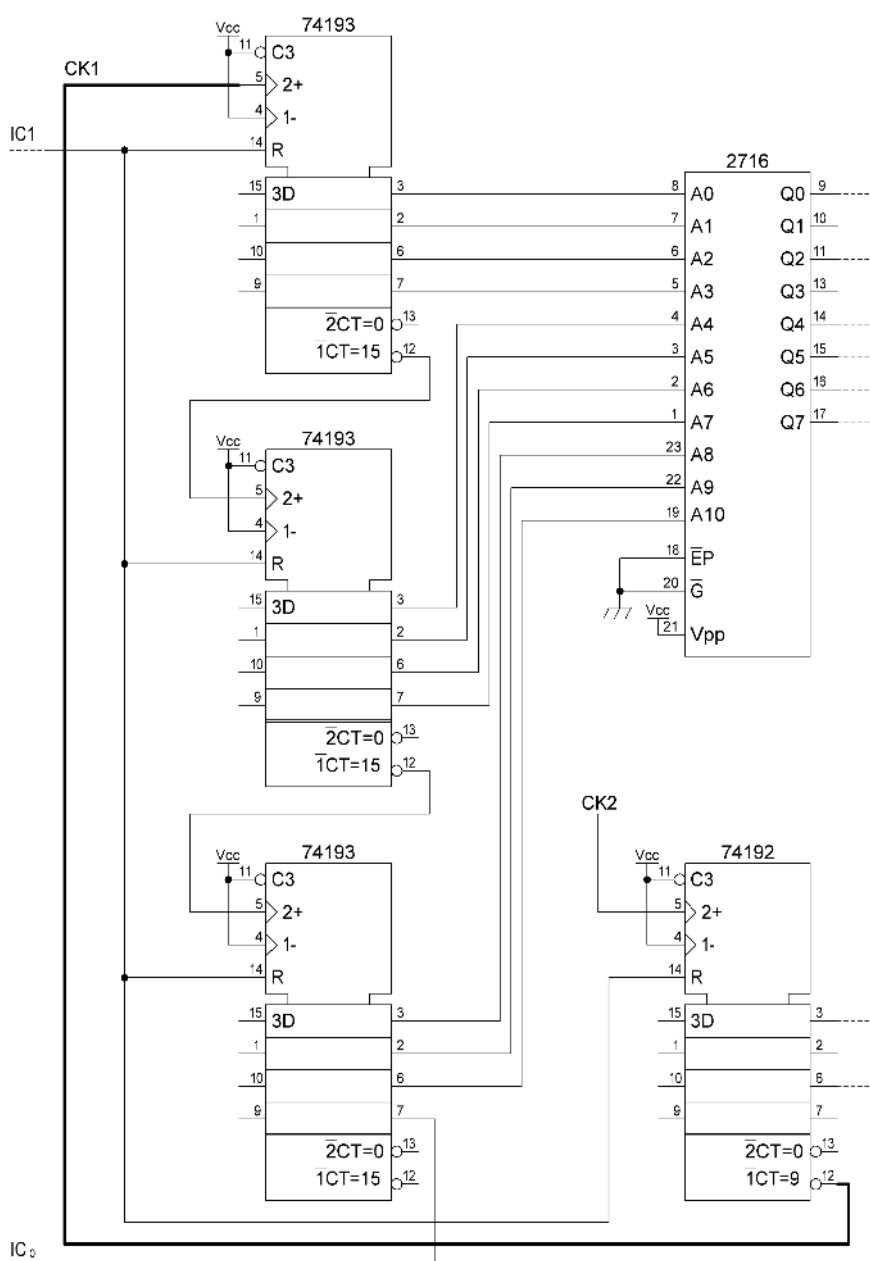 Vcc 74193
11 C3
CK1 5 2+
4 1-
IC1 14 R
2716
15 3D 3 8 A0 Q0 9
1 2 7 A1 Q1 10
10 6 6 A2 Q2 11
9 7 5 A3 Q3 13
2CT=0 13 4 A4 Q4 14
1CT=15 12 3 A5 Q5 15
2 A6 Q6 16
1 A7 Q7 17
Vcc 74193
23 A8
11 C3
22 A9
5 2+
19 A10
4 1-
18 EP
14 R
20 G
15 3D 3
Vcc
21 Vpp
1 2
10 6
9 7
2CT=0 13
1CT=15 12
CK2
Vcc 74193 Vcc 74192
11 C3 11 C3
5 2+ 5 2+
4 1- 4 1-
14 R 14 R
15 3D 3 15 3D 3
1 2 1 2
10 6 10 6
9 7 9 7
2CT=0 13 2CT=0 13
1CT=15 12 1CT=9 12
IC₀